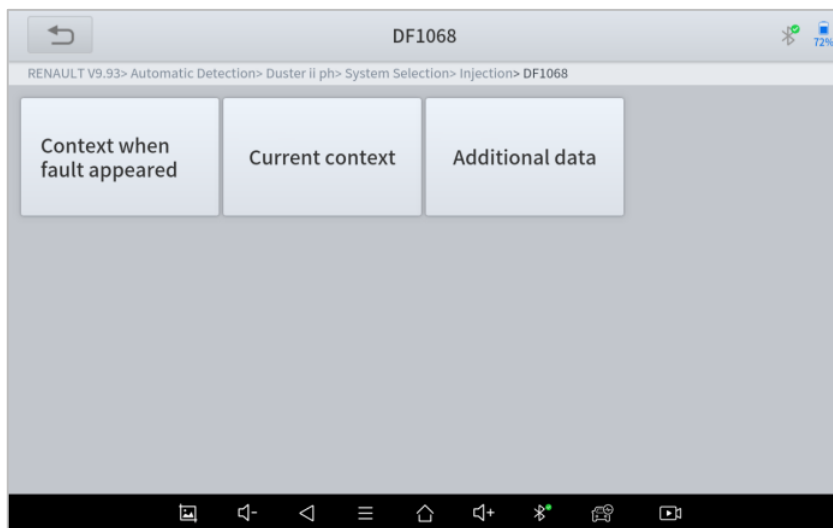 DF1068
72%
RENAULT V9.93> Automatic Detection> Duster ii ph> System Selection> Injection> DF1068
Context when
fault appeared
Current context
Additional data